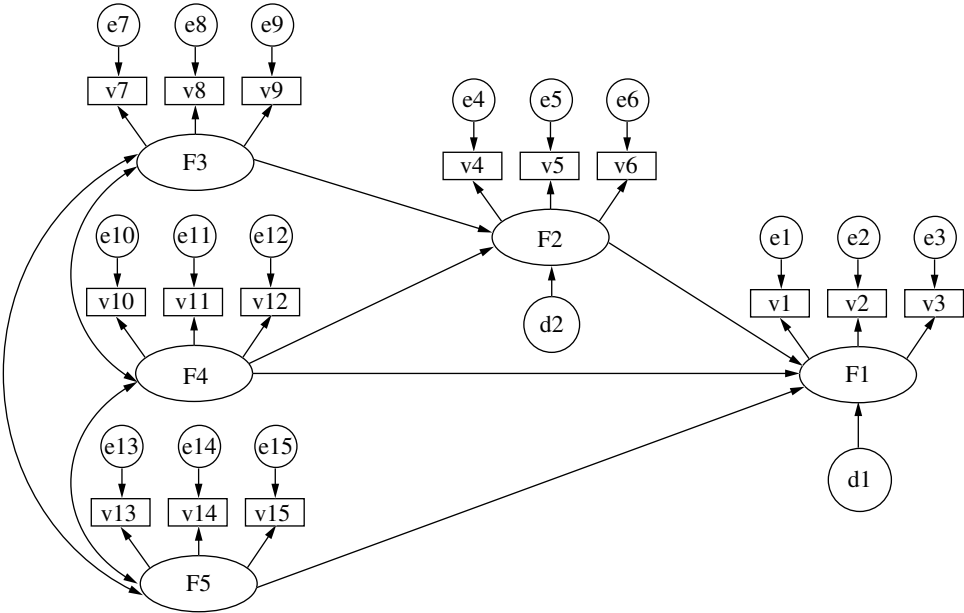 e7 e8 e9
v7 v8 v9
F3
e4 e5 e6
v4 v5 v6
F2
d2
e10 e11 e12
v10 v11 v12
F4
e1 e2 e3
v1 v2 v3
F1
d1
e13 e14 e15
v13 v14 v15
F5